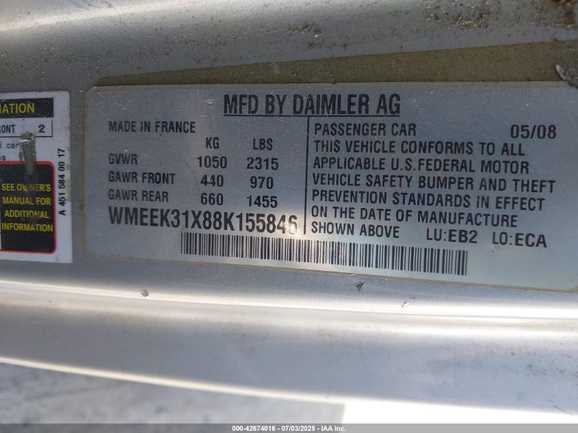 MFD BY DAIMLER AG
MADE IN FRANCE
KG LBS
GVWR 1050 2315
GAWR FRONT 440 970
GAWR REAR 660 1455
WMEEK31X88K155846
PASSENGER CAR 05/08
THIS VEHICLE CONFORMS TO ALL
APPLICABLE U.S.FEDERAL MOTOR
VEHICLE SAFETY BUMPER AND THEFT
PREVENTION STANDARDS IN EFFECT
ON THE DATE OF MANUFACTURE
SHOWN ABOVE LU:EB2 LO:ECA
MATION
ONT 2
SEE OWNER'S
MANUAL FOR
ADDITIONAL
INFORMATION
A 451 584 00 17
000-42674016 | 07/03/2025 | IAAI.COM